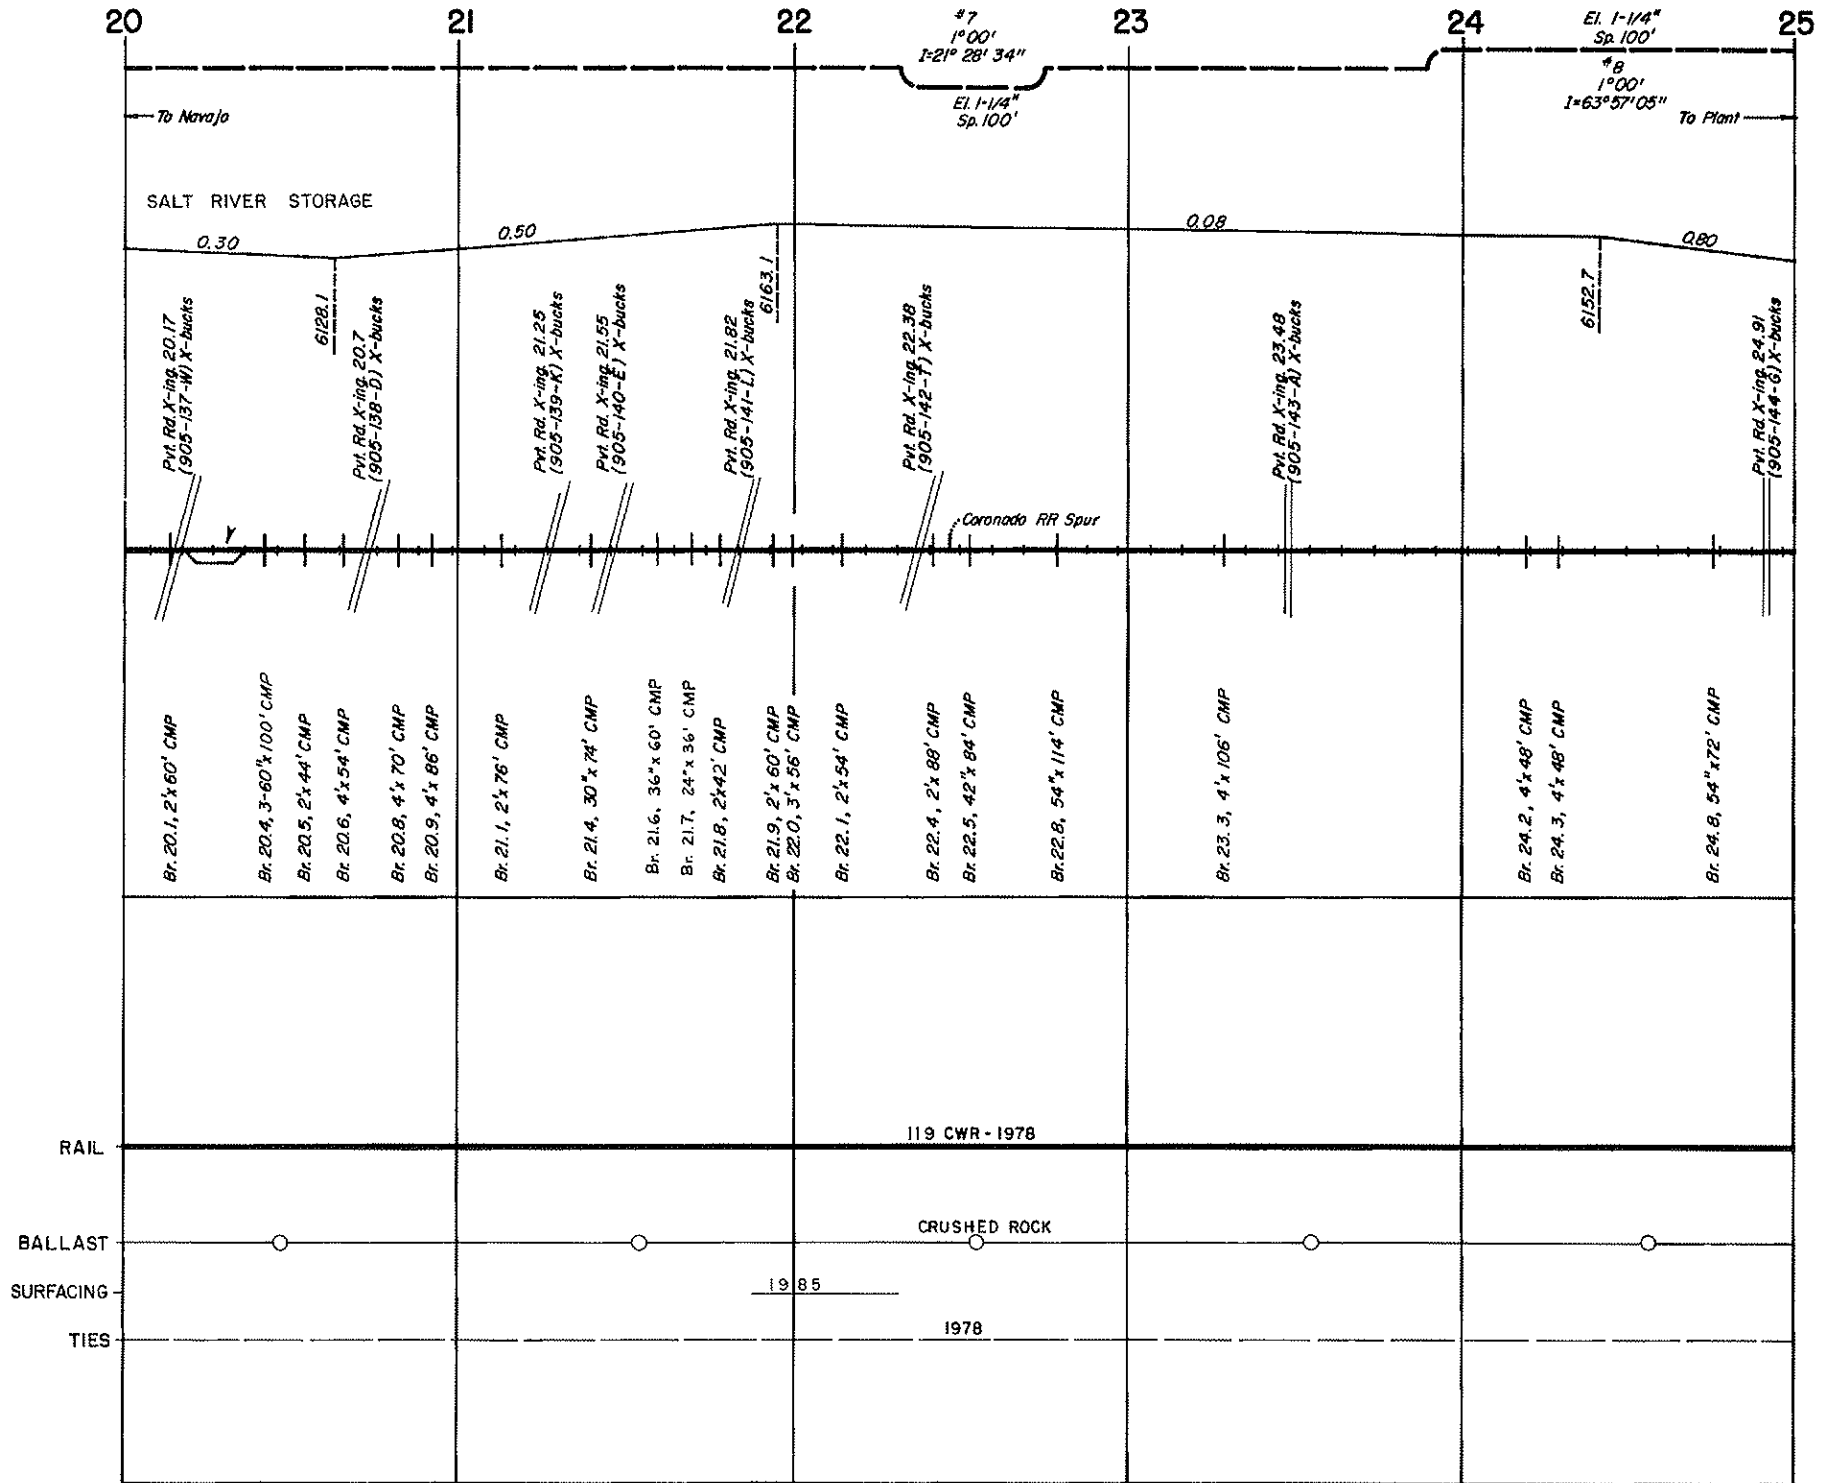 20
21
22
23
24
25
#7
1°00'
I=21° 28' 34"
El. 1-1/4"
Sp. 100'
El. 1-1/4"
Sp. 100'
#8
1°00'
I=63°57'05"
To Navajo
To Plant
SALT RIVER STORAGE
0.30
0.50
0.08
0.80
6128.1
6163.1
6152.7
Pvt. Rd. X-ing. 20.17
(905-137-W) X-bucks
Pvt. Rd. X-ing. 20.7
(905-138-D) X-bucks
Pvt. Rd. X-ing. 21.25
(905-139-K) X-bucks
Pvt. Rd. X-ing. 21.55
(905-140-E) X-bucks
Pvt. Rd. X-ing. 21.82
(905-141-L) X-bucks
Pvt. Rd. X-ing. 22.38
(905-142-T) X-bucks
Pvt. Rd. X-ing. 23.48
(905-143-A) X-bucks
Pvt. Rd. X-ing. 24.91
(905-144-G) X-bucks
Y
Coronado RR Spur
Br. 20.1, 2'x 60' CMP
Br. 20.4, 3-60"x 100' CMP
Br. 20.5, 2'x 44' CMP
Br. 20.6, 4'x 54' CMP
Br. 20.8, 4'x 70' CMP
Br. 20.9, 4'x 86' CMP
Br. 21.1, 2'x 76' CMP
Br. 21.4, 30"x 74' CMP
Br. 21.6, 36"x 60' CMP
Br. 21.7, 24"x 36' CMP
Br. 21.8, 2'x42' CMP
Br. 21.9, 2'x 60' CMP
Br. 22.0, 3'x 56' CMP
Br. 22.1, 2'x 54' CMP
Br. 22.4, 2'x 88' CMP
Br. 22.5, 42"x 84' CMP
Br. 22.8, 54"x 114' CMP
Br. 23.3, 4'x 106' CMP
Br. 24.2, 4'x 48' CMP
Br. 24.3, 4'x 48' CMP
Br. 24.8, 54"x72' CMP
RAIL
119 CWR - 1978
BALLAST
CRUSHED ROCK
SURFACING
1985
TIES
1978